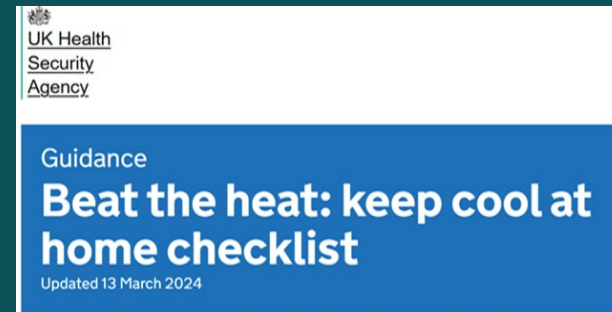 UK Health
Security
Agency
Guidance
Beat the heat: keep cool at
home checklist
Updated 13 March 2024